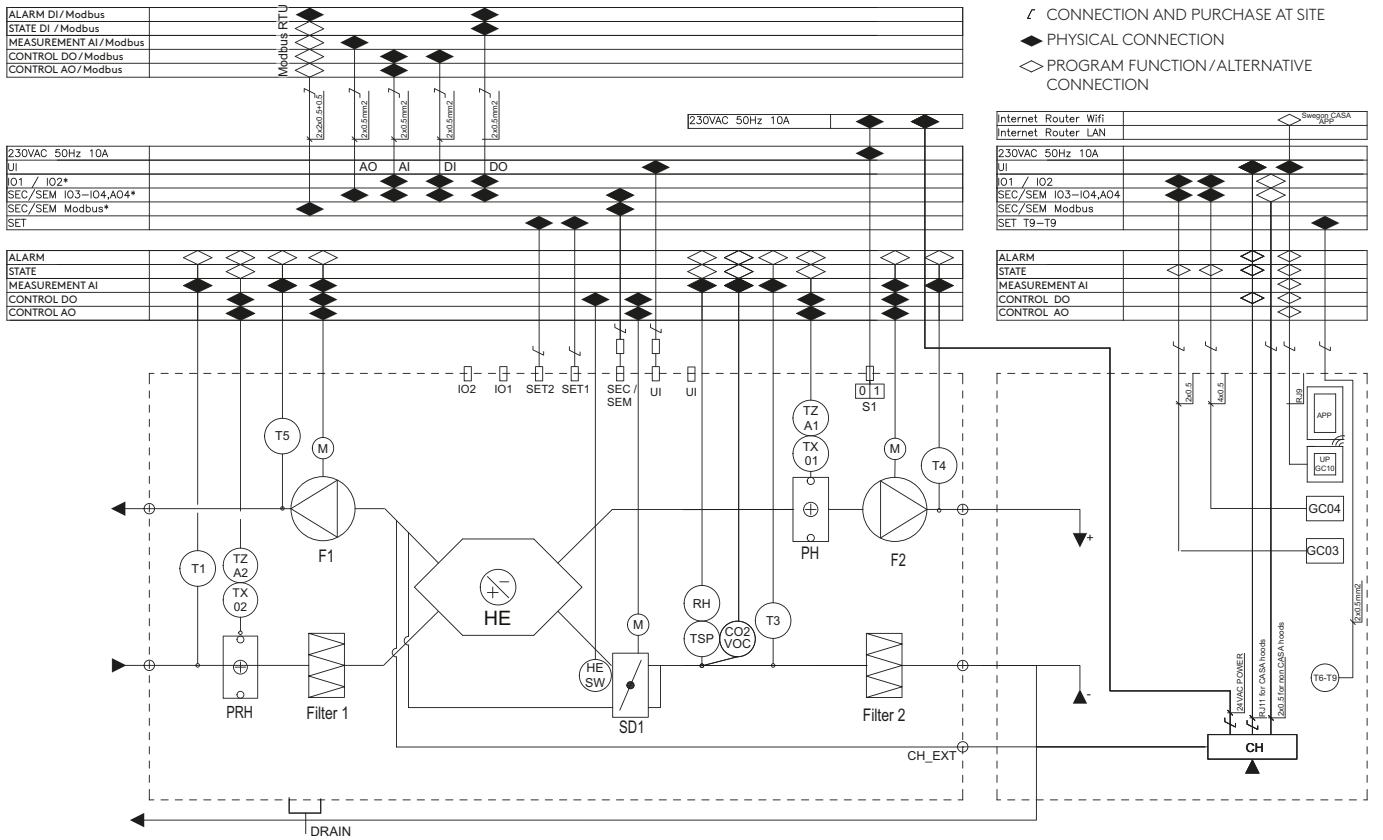 ALARM DI/Modbus
STATE DI /Modbus
MEASUREMENT AI/Modbus
CONTROL DO/Modbus
CONTROL AO/Modbus
Modbus RTU
2x2x0.5+0.5
2x0.5mm2
2x0.5mm2
2x0.5mm2
2x0.5mm2
CONNECTION AND PURCHASE AT SITE
PHYSICAL CONNECTION
PROGRAM FUNCTION/ALTERNATIVE
CONNECTION
230VAC 50Hz 10A
Internet Router Wifi
Internet Router LAN
Swegon CASA
APP
230VAC 50Hz 10A
UI
IO1 / IO2*
SEC/SEM IO3-IO4,AO4*
SEC/SEM Modbus*
SET
AO
AI
DI
DO
230VAC 50Hz 10A
UI
IO1 / IO2
SEC/SEM IO3-IO4,AO4
SEC/SEM Modbus
SET T9-T9
ALARM
STATE
MEASUREMENT AI
CONTROL DO
CONTROL AO
ALARM
STATE
MEASUREMENT AI
CONTROL DO
CONTROL AO
IO2
IO1
SET2
SET1
SEC /
SEM
UI
UI
0 1
S1
2x0.5
4x0.5
RJ9
APP
UP
GC10
GC04
GC03
2x0.5mm2
T6-T9
T5
M
F1
T1
TZ
A2
TX
02
PRH
Filter 1
HE
HE
SW
M
SD1
RH
TSP
CO2
VOC
T3
TZ
A1
TX
01
PH
M
F2
T4
Filter 2
+
-
24VAC POWER
RJ11 for CASA hoods
2x0.5 for non CASA hoods
CH
CH_EXT
DRAIN